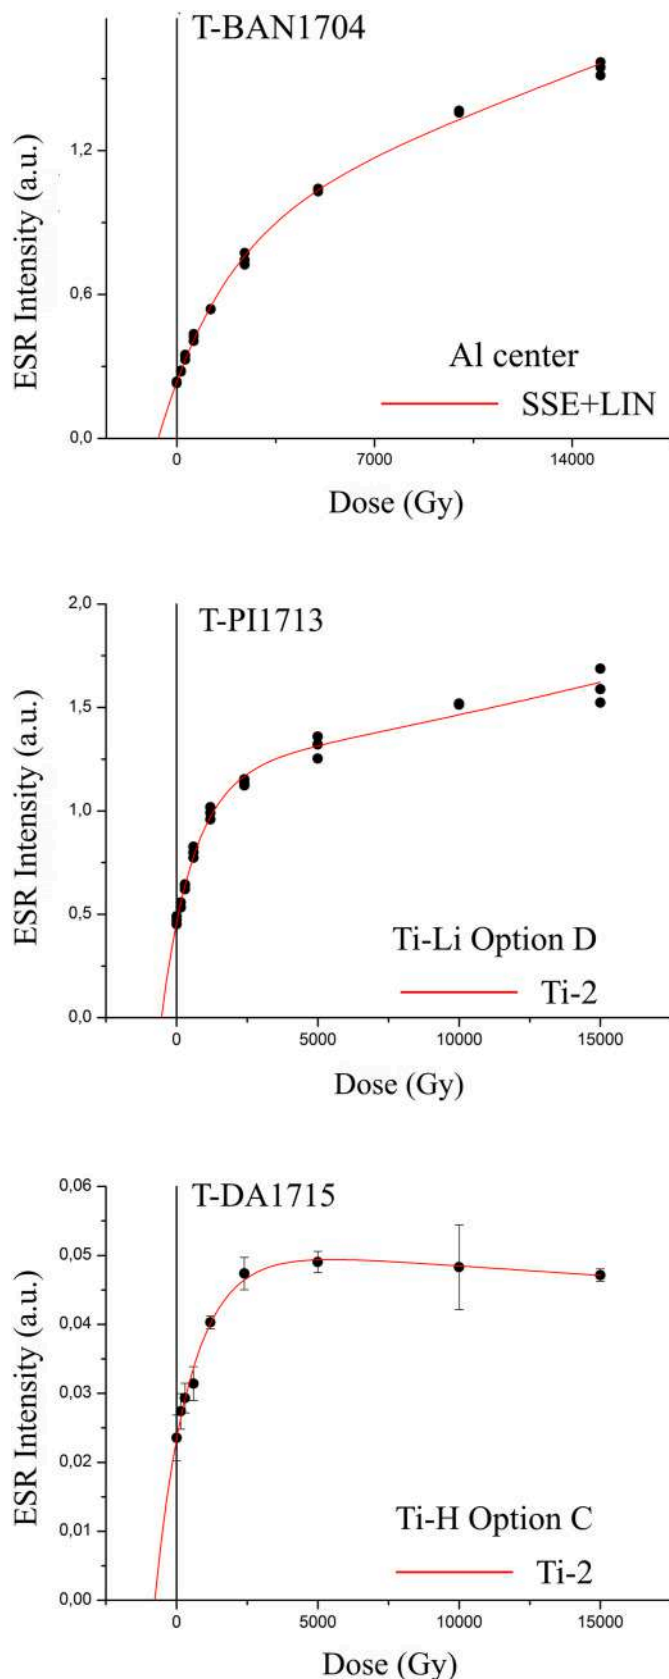 T-BAN1704
1,2
0,6
0,0
ESR Intensity (a.u.)
Al center
SSE+LIN
0 7000 14000
Dose (Gy)
T-PI1713
2,0
1,5
1,0
0,5
0,0
ESR Intensity (a.u.)
Ti-Li Option D
Ti-2
0 5000 10000 15000
Dose (Gy)
T-DA1715
0,06
0,05
0,04
0,03
0,02
0,01
0,00
ESR Intensity (a.u.)
Ti-H Option C
Ti-2
0 5000 10000 15000
Dose (Gy)